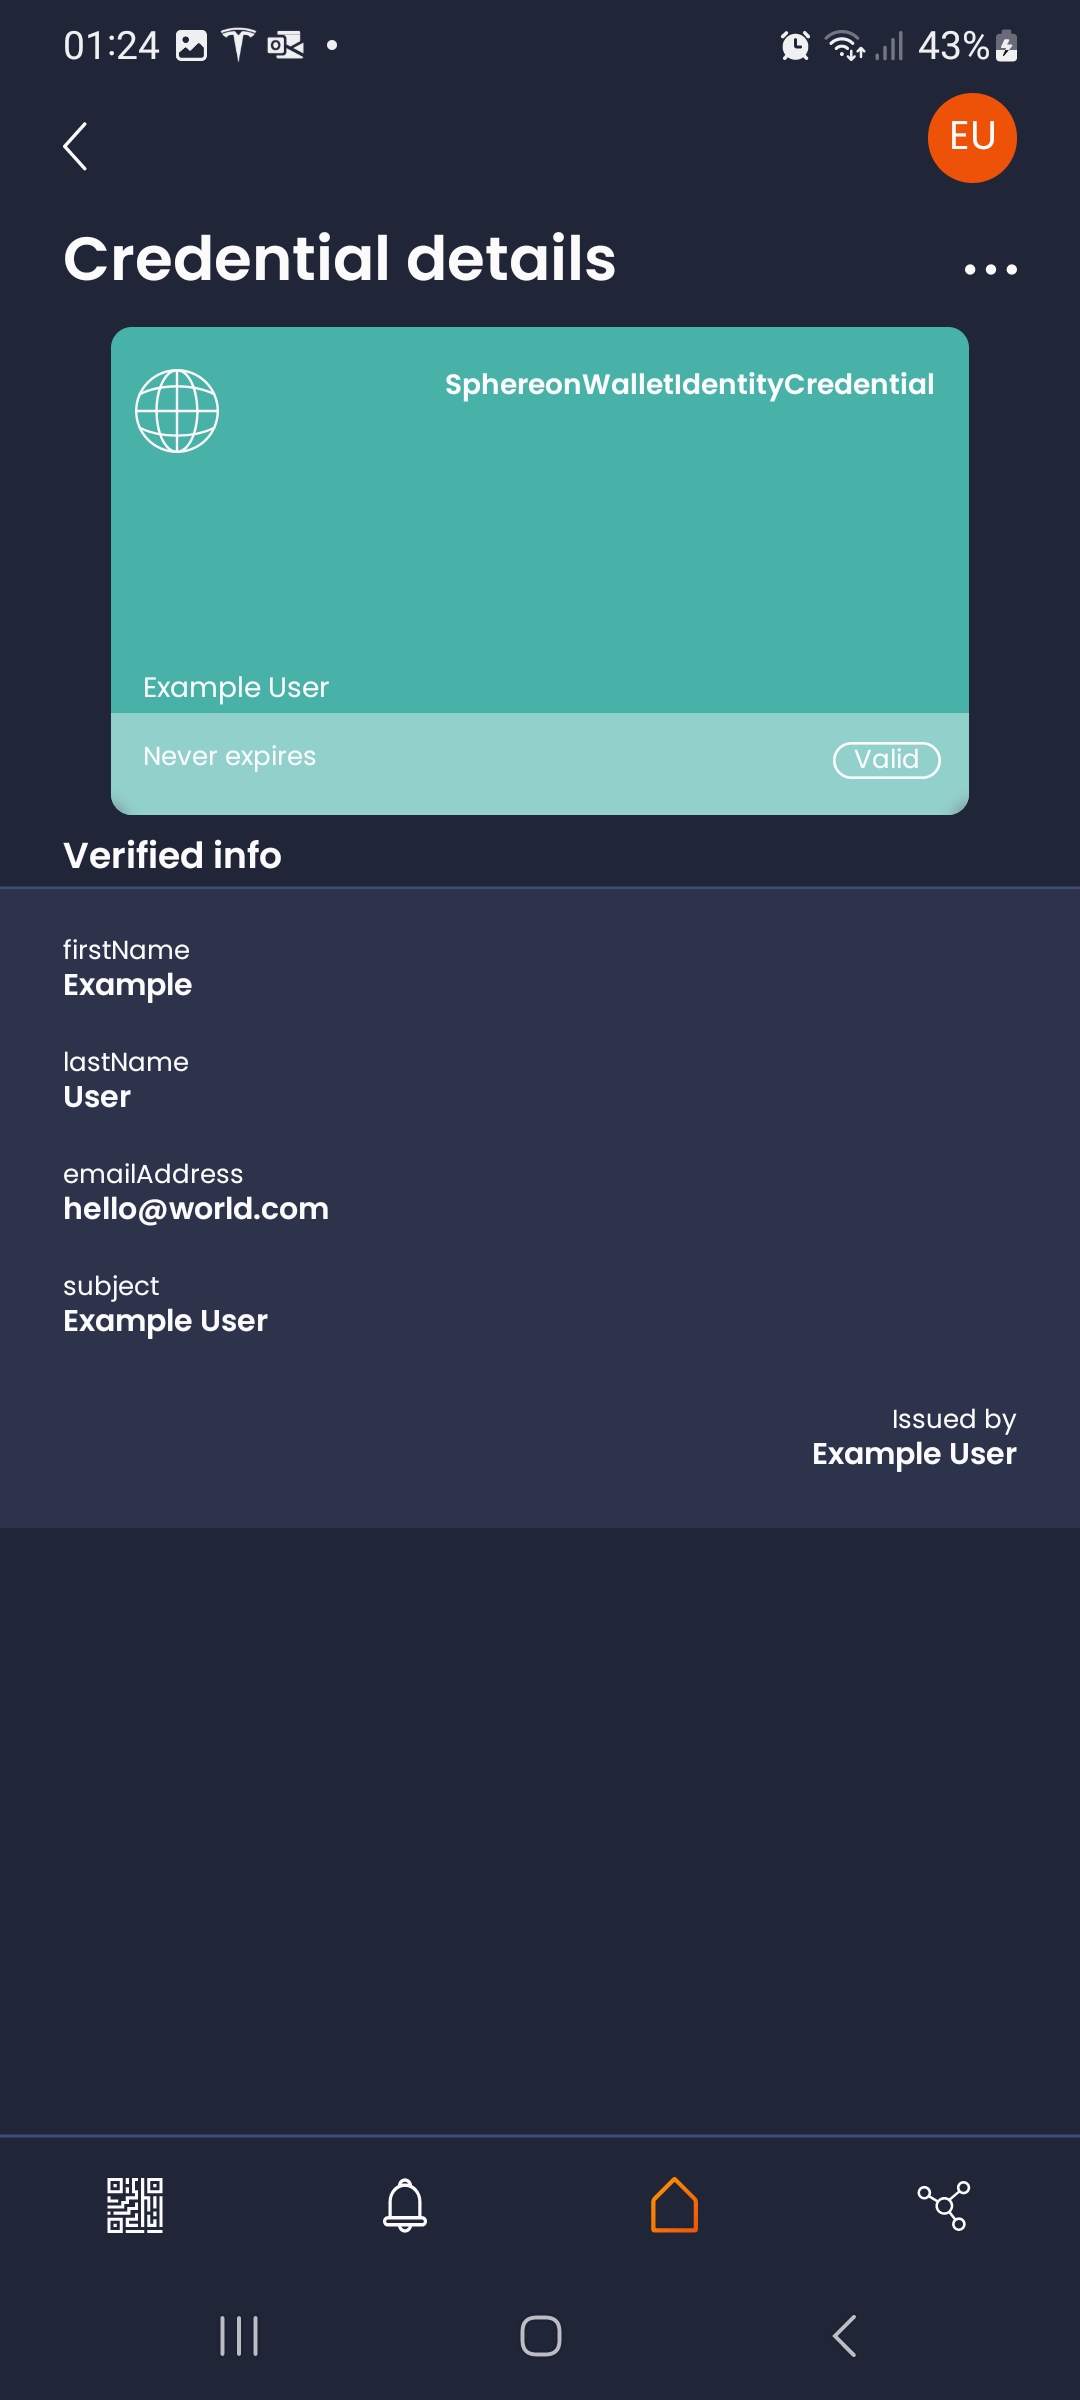 01:24
43%
EU
Credential details
SphereonWalletIdentityCredential
Example User
Never expires
Valid
Verified info
firstName
Example
lastName
User
emailAddress
hello@world.com
subject
Example User
Issued by
Example User